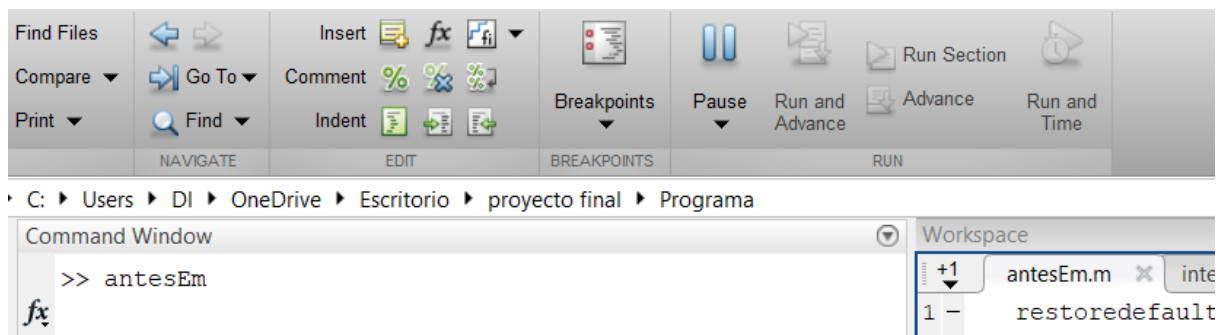 Find Files
Insert fx fi
Compare Go To Comment % % %
Breakpoints Pause Run and Advance Run Section
Advance Run and Time
Print Find Indent
NAVIGATE EDIT BREAKPOINTS RUN
C: Users DI OneDrive Escritorio proyecto final Programa
Command Window Workspace
>> antesEm
+1 antesEm.m inte
fx 1 – restoredefault